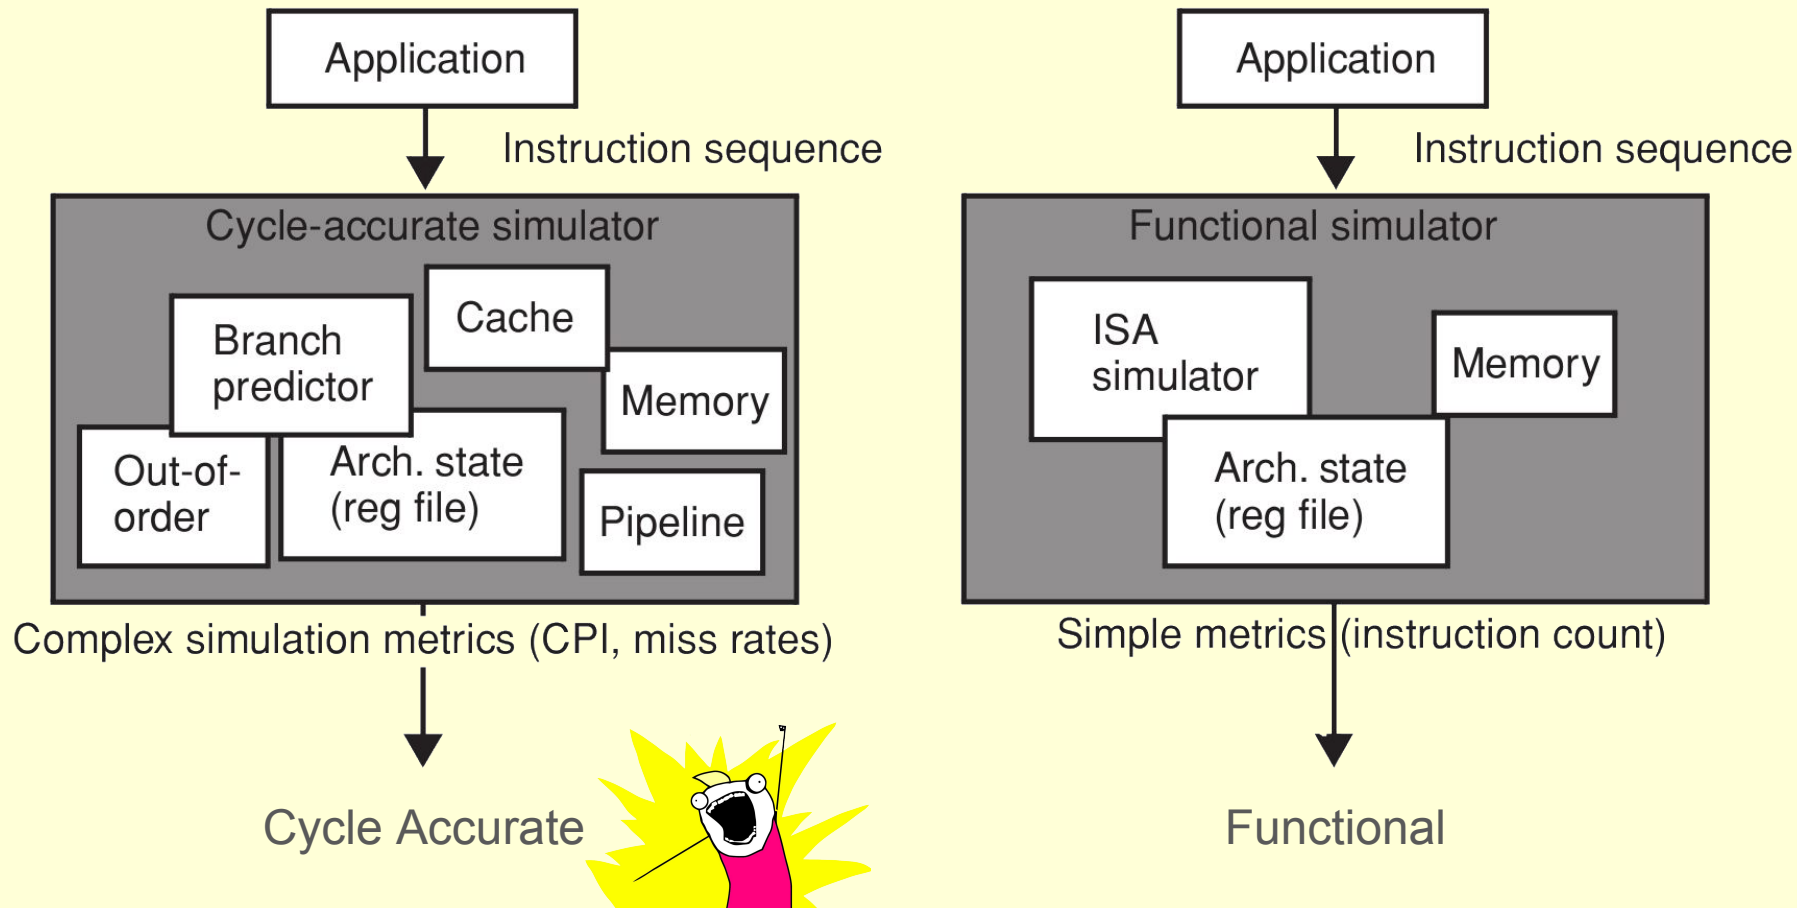 Application
Instruction sequence
Cycle-accurate simulator
Cache
Branch
predictor
Memory
Out-of-
order
Arch. state
(reg file)
Pipeline
Complex simulation metrics (CPI, miss rates)
Cycle Accurate
Application
Instruction sequence
Functional simulator
ISA
simulator
Memory
Arch. state
(reg file)
Simple metrics (instruction count)
Functional